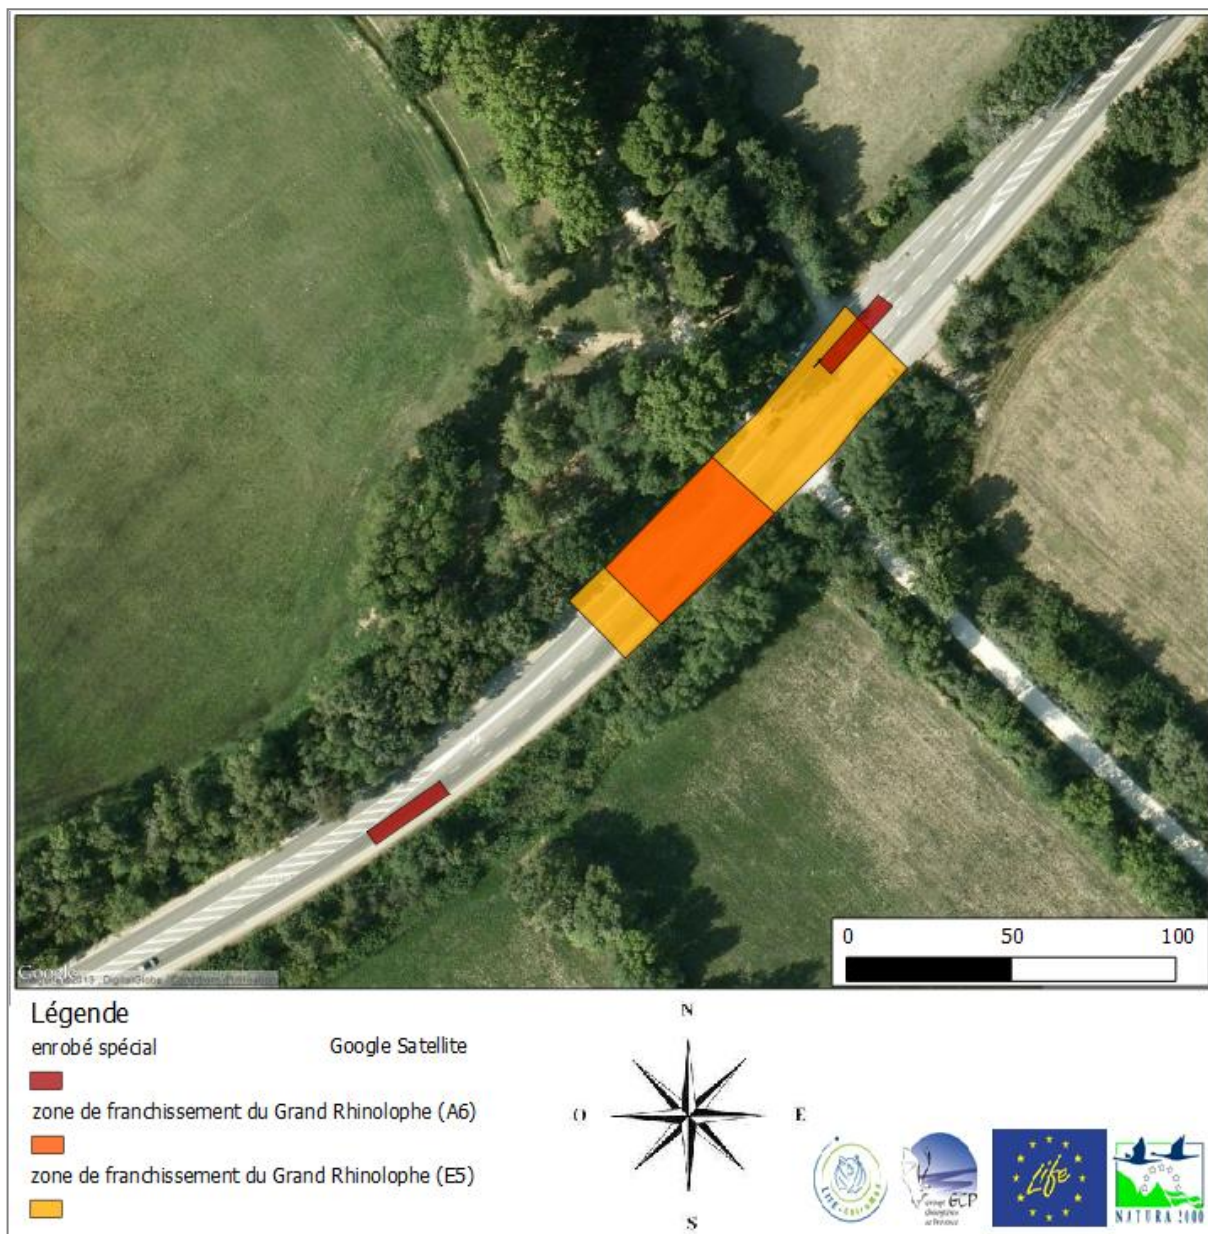 0 50 100
Google
Légende
enrobé spécial
Google Satellite
zone de franchissement du Grand Rhinolophe (A6)
zone de franchissement du Grand Rhinolophe (E5)
N
O
E
S
GCP
Life
NATURA 2000